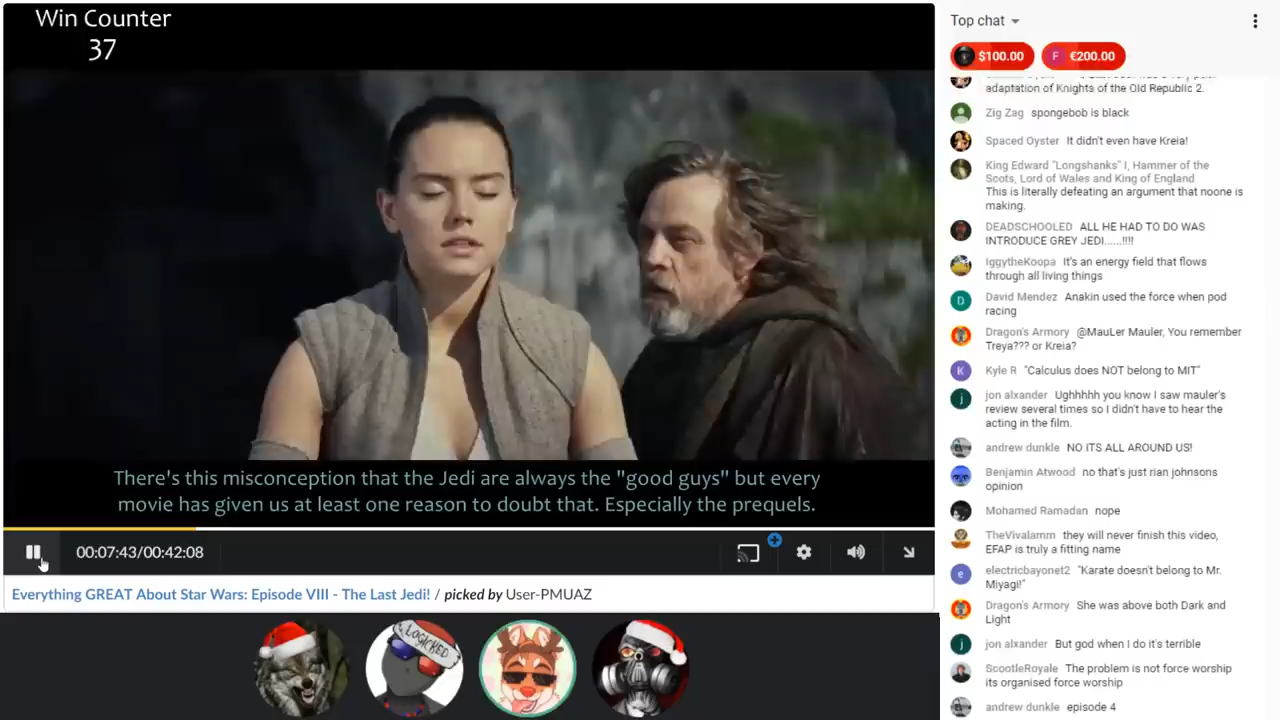 Win Counter
37
There's this misconception that the Jedi are always the "good guys" but every
movie has given us at least one reason to doubt that. Especially the prequels.
00:07:43/00:42:08
Everything GREAT About Star Wars: Episode VIII - The Last Jedi! / picked by User-PMUAZ
LOGICKED
Top chat
$100.00
F €200.00
adaptation of Knights of the Old Republic 2.
Zig Zag spongebob is black
Spaced Oyster It didn't even have Kreia!
King Edward "Longshanks" I, Hammer of the
Scots, Lord of Wales and King of England
This is literally defeating an argument that noone is
making.
DEADSCHOOLED ALL HE HAD TO DO WAS
INTRODUCE GREY JEDI......!!!!
IggytheKoopa It's an energy field that flows
through all living things
D David Mendez Anakin used the force when pod
racing
Dragon's Armory @MauLer Mauler, You remember
Treya??? or Kreia?
K Kyle R "Calculus does NOT belong to MIT"
j jon alxander Ughhhhh you know I saw mauler's
review several times so I didn't have to hear the
acting in the film.
andrew dunkle NO ITS ALL AROUND US!
Benjamin Atwood no that's just rian johnsons
opinion
Mohamed Ramadan nope
TheVivalamm they will never finish this video,
EFAP is truly a fitting name
e electricbayonet2 "Karate doesn't belong to Mr.
Miyagi!"
Dragon's Armory She was above both Dark and
Light
j jon alxander But god when I do it's terrible
ScootleRoyale The problem is not force worship
its organised force worship
andrew dunkle episode 4